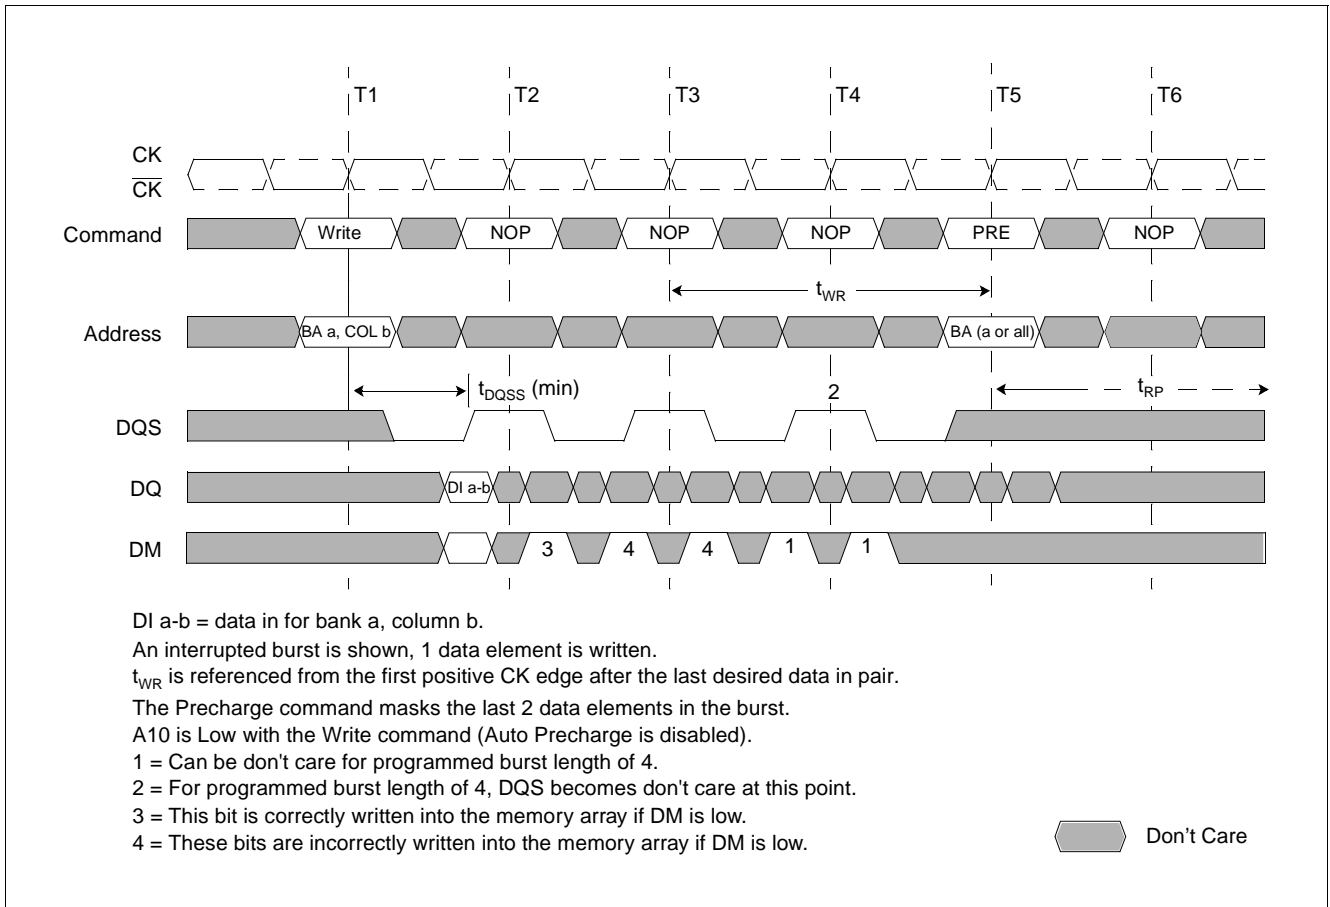 T1 T2 T3 T4 T5 T6
CK
CK
Command Write NOP NOP NOP PRE NOP
tWR
Address BA a, COL b BA (a or all)
tDQSS (min) 2 tRP
DQS
DQ DI a-b
DM 3 4 4 1 1
DI a-b = data in for bank a, column b.
An interrupted burst is shown, 1 data element is written.
tWR is referenced from the first positive CK edge after the last desired data in pair.
The Precharge command masks the last 2 data elements in the burst.
A10 is Low with the Write command (Auto Precharge is disabled).
1 = Can be don't care for programmed burst length of 4.
2 = For programmed burst length of 4, DQS becomes don't care at this point.
3 = This bit is correctly written into the memory array if DM is low.
4 = These bits are incorrectly written into the memory array if DM is low.
Don't Care